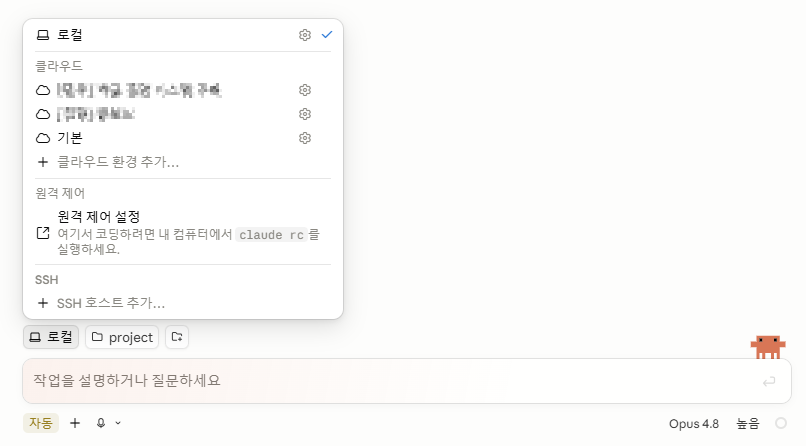 로컬
클라우드
기본
클라우드 환경 추가...
원격 제어
원격 제어 설정
여기서 코딩하려면 내 컴퓨터에서 claude rc 를
실행하세요.
SSH
SSH 호스트 추가...
로컬 project
작업을 설명하거나 질문하세요
자동 Opus 4.8 높음